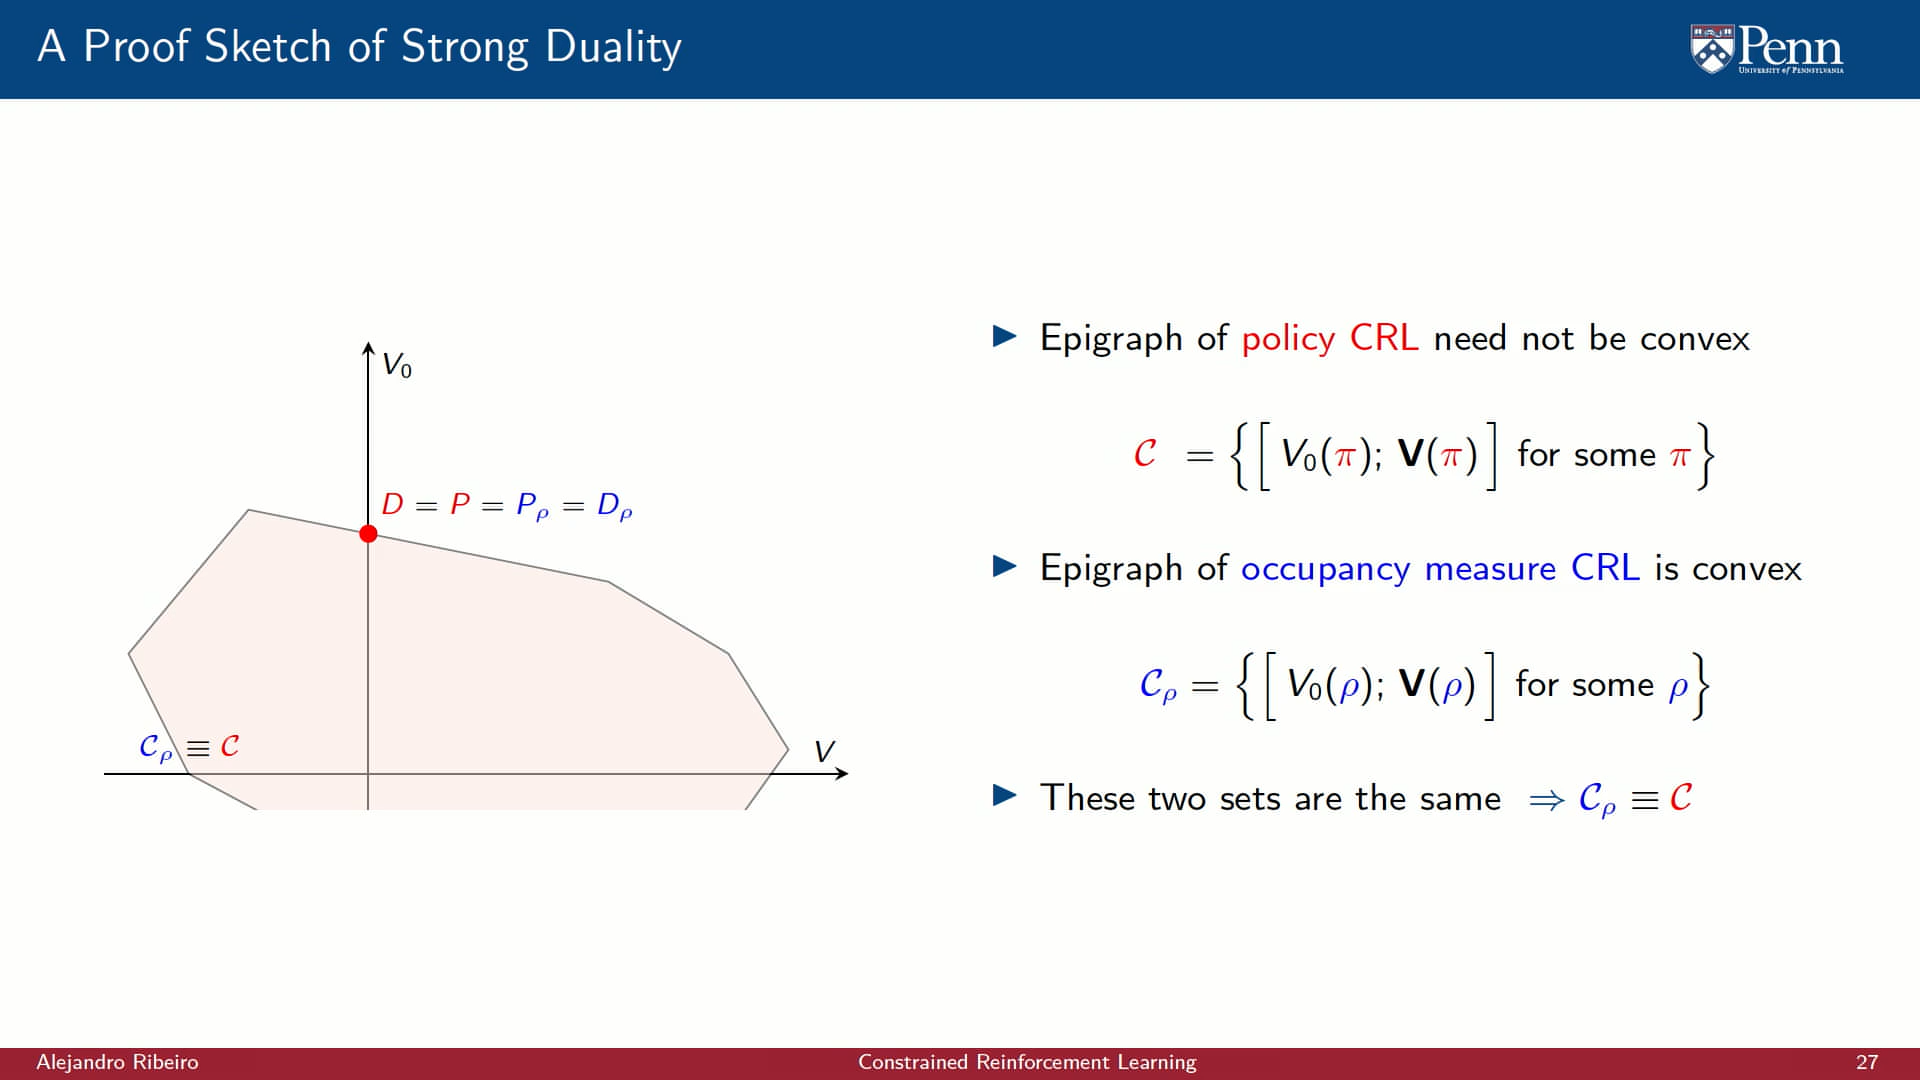 A Proof Sketch of Strong Duality
Penn
UNIVERSITY of PENNSYLVANIA
V₀
D = P = Pρ = Dρ
𝒞ρ ≡ 𝒞
V
▶ Epigraph of policy CRL need not be convex
𝒞 = {[ V₀(π); V(π) ] for some π}
▶ Epigraph of occupancy measure CRL is convex
𝒞ρ = {[ V₀(ρ); V(ρ) ] for some ρ}
▶ These two sets are the same ⇒ 𝒞ρ ≡ 𝒞
Alejandro Ribeiro
Constrained Reinforcement Learning
27